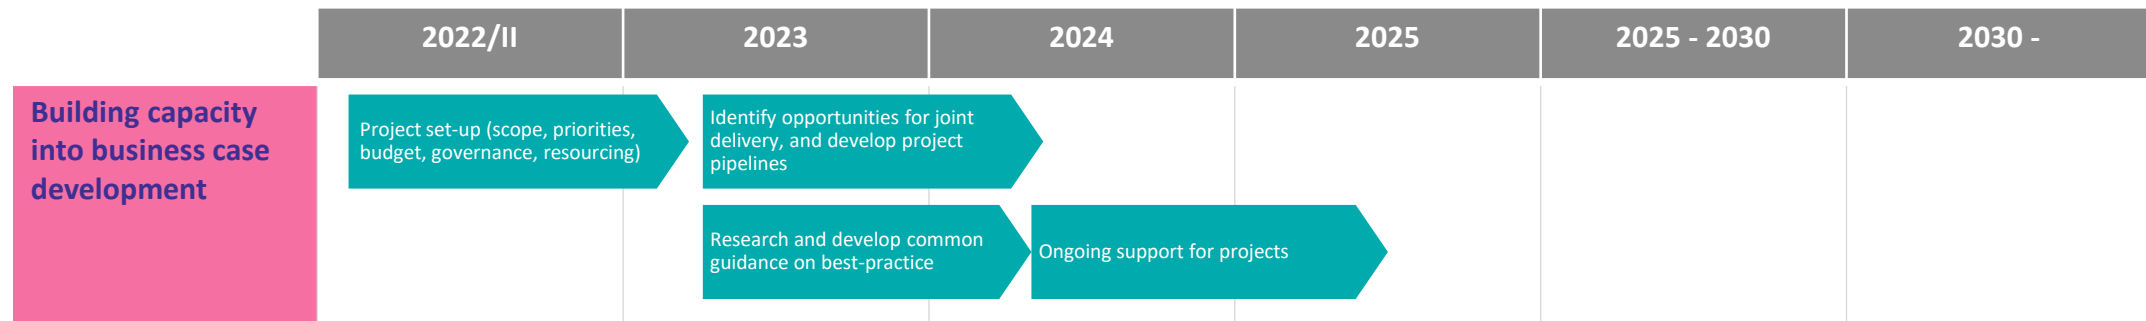 2022/II
2023
2024
2025
2025 - 2030
2030 -
Building capacity
into business case
development
Project set-up (scope, priorities,
budget, governance, resourcing)
Identify opportunities for joint
delivery, and develop project
pipelines
Research and develop common
guidance on best-practice
Ongoing support for projects